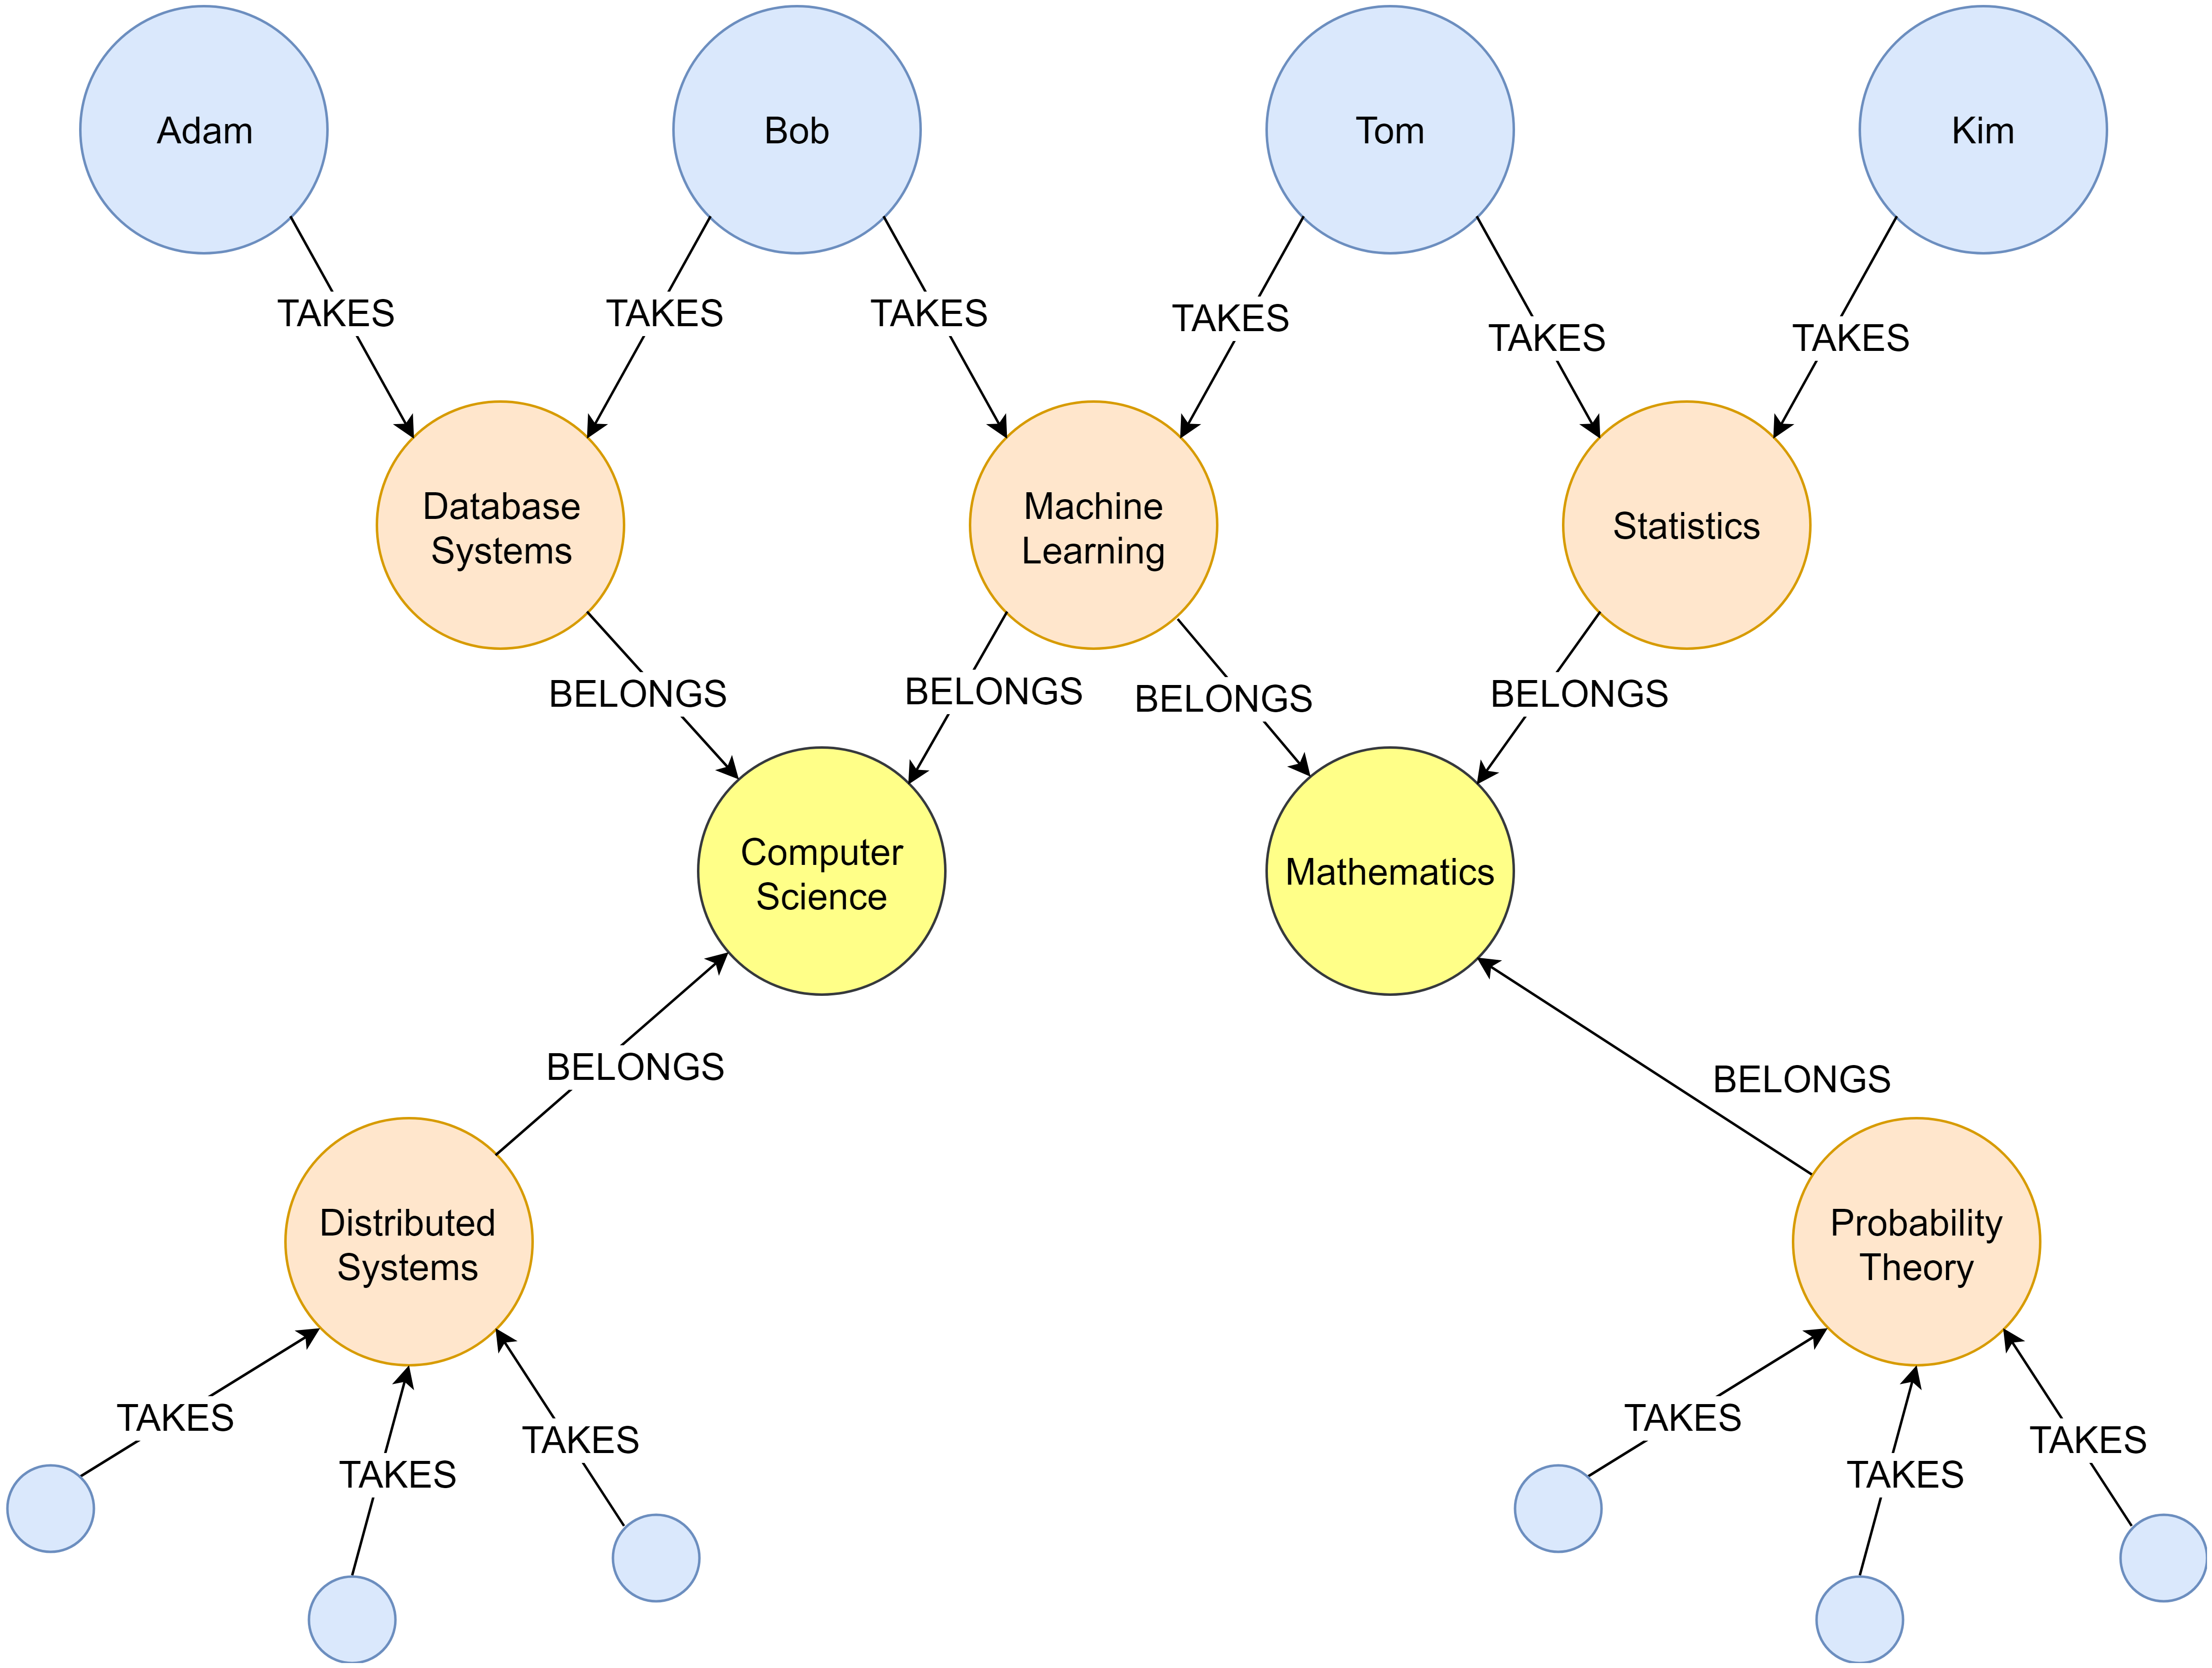 Adam
Bob
Tom
Kim
TAKES
TAKES
TAKES
TAKES
TAKES
TAKES
Database
Systems
Machine
Learning
Statistics
BELONGS
BELONGS
BELONGS
BELONGS
Computer
Science
Mathematics
BELONGS
BELONGS
Distributed
Systems
Probability
Theory
TAKES
TAKES
TAKES
TAKES
TAKES
TAKES